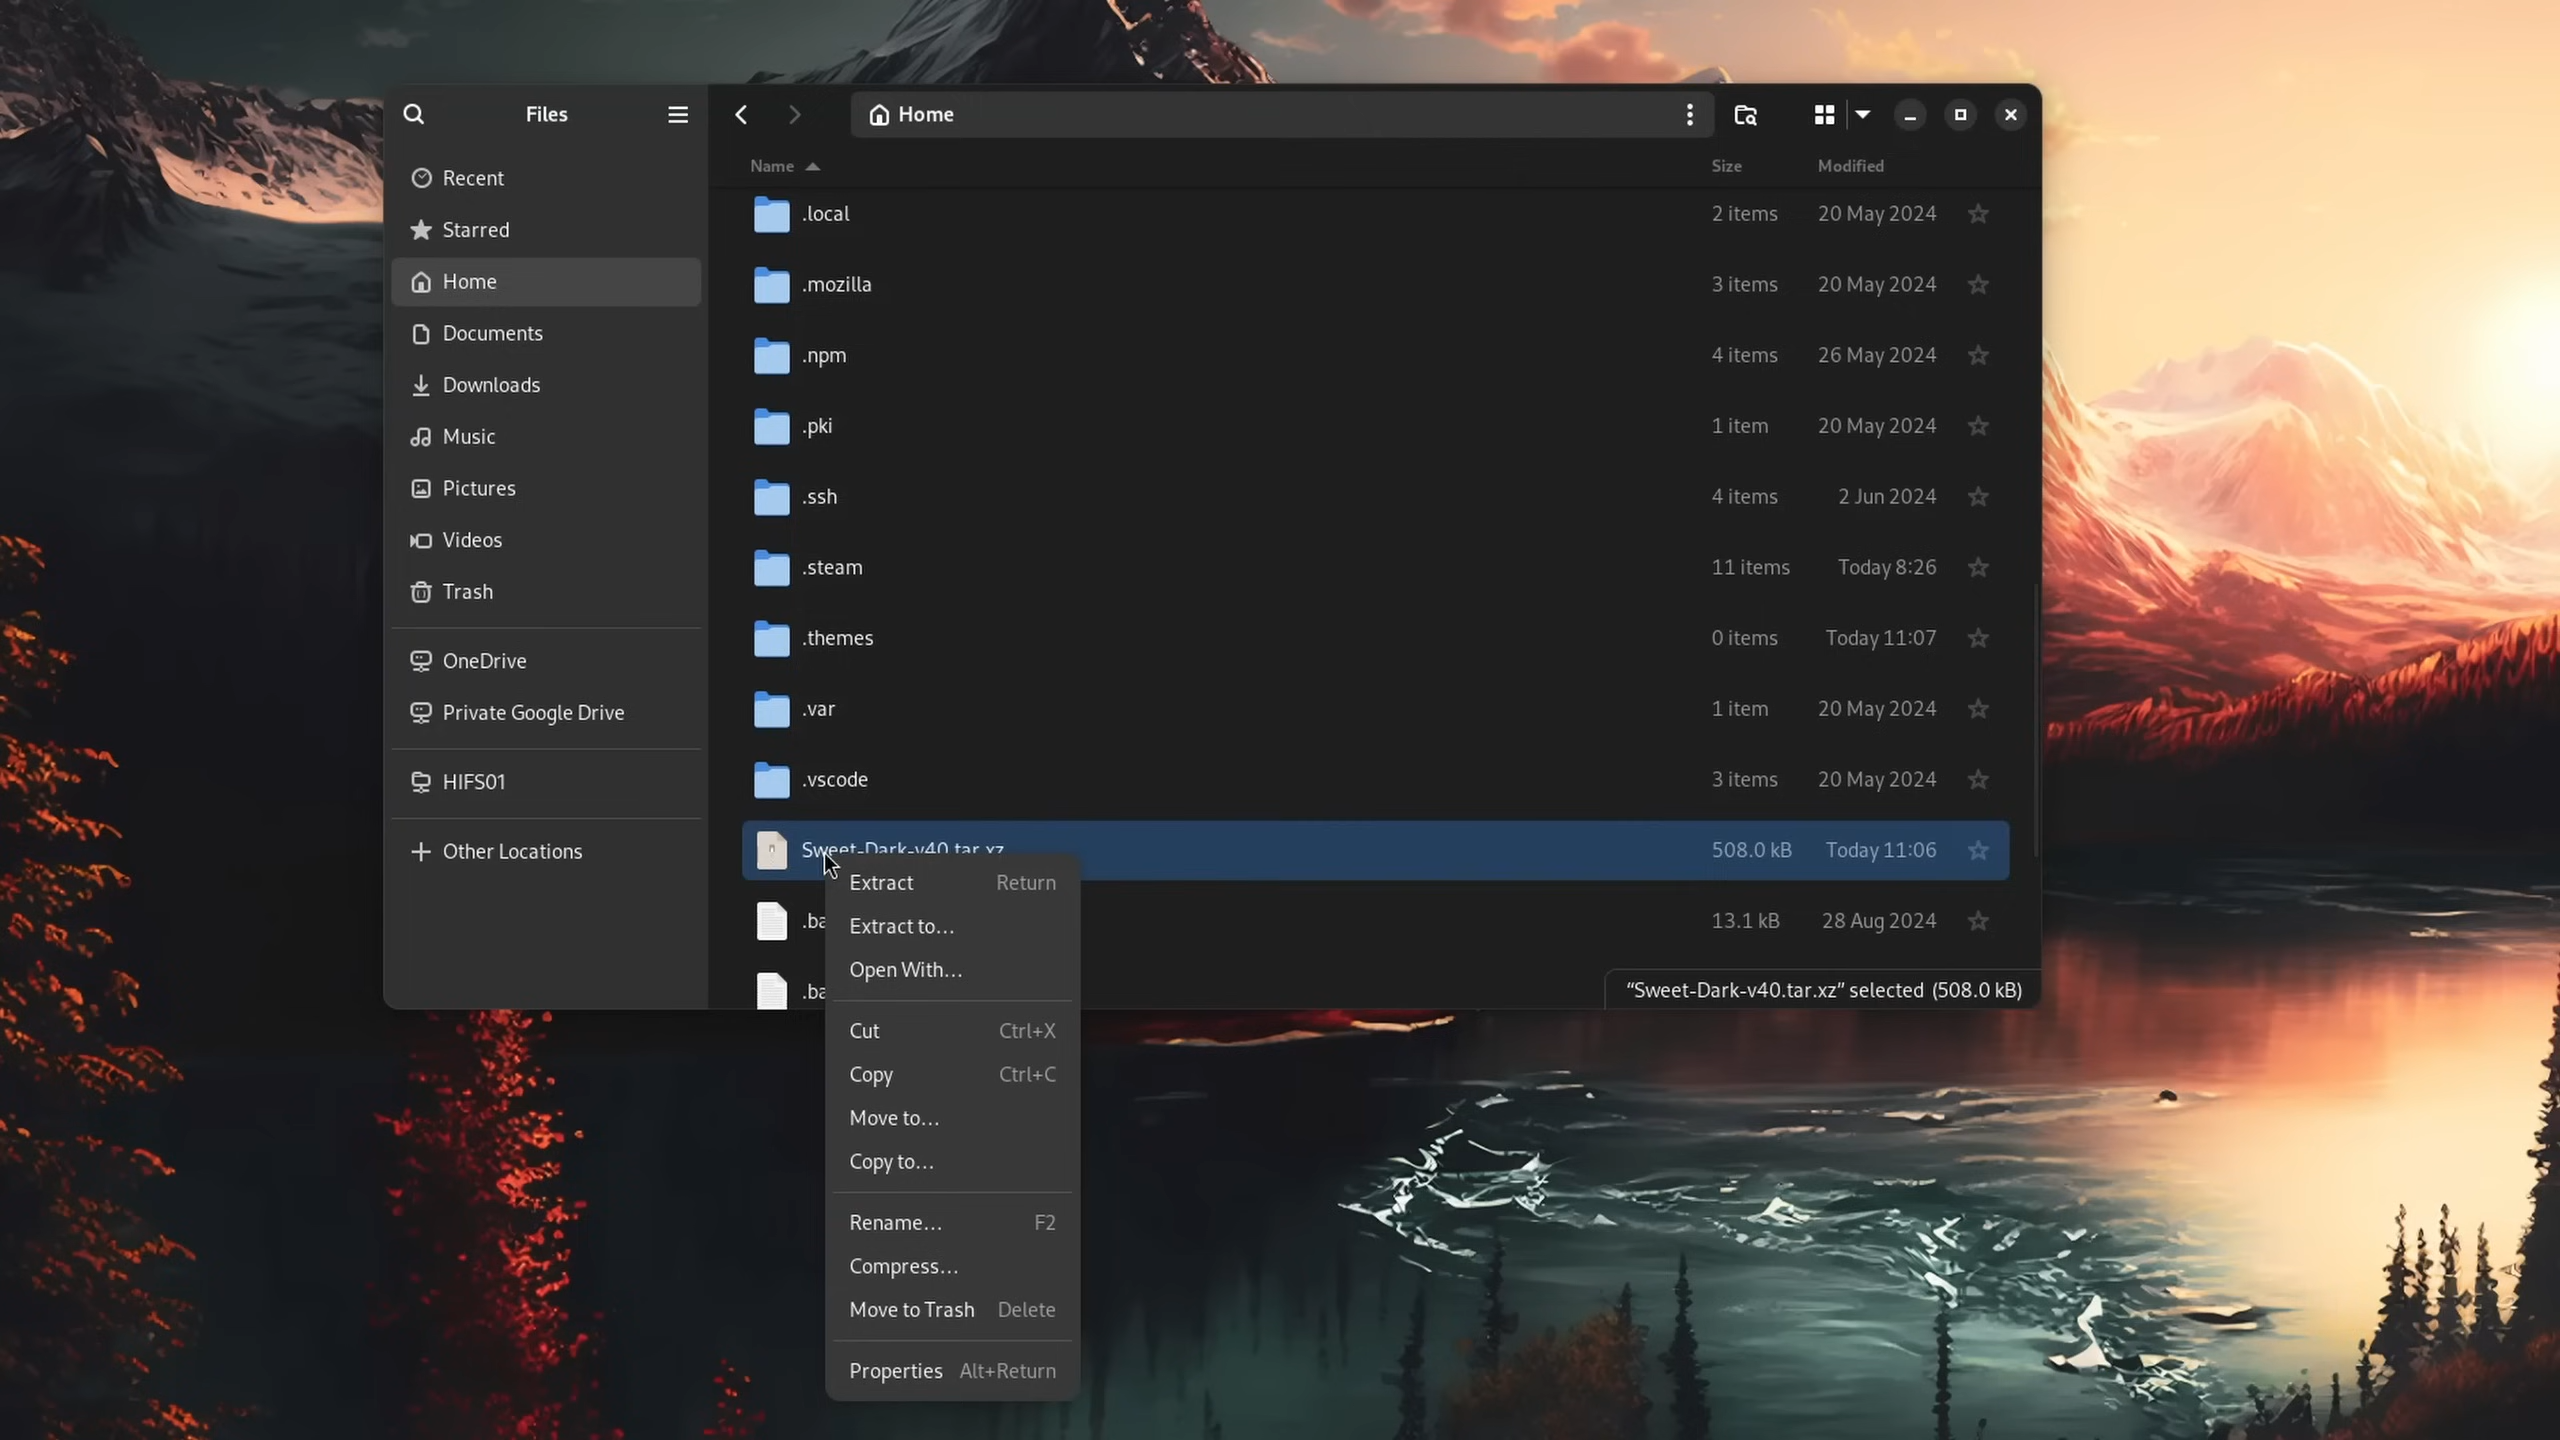 Files
Home
Recent
Starred
Home
Documents
Downloads
Music
Pictures
Videos
Trash
OneDrive
Private Google Drive
HIFS01
Other Locations
Name Size Modified
.local 2 items 20 May 2024
.mozilla 3 items 20 May 2024
.npm 4 items 26 May 2024
.pki 1 item 20 May 2024
.ssh 4 items 2 Jun 2024
.steam 11 items Today 8:26
.themes 0 items Today 11:07
.var 1 item 20 May 2024
.vscode 3 items 20 May 2024
Sweet-Dark-v40.tar.xz 508.0 kB Today 11:06
.ba 13.1 kB 28 Aug 2024
.ba
Extract Return
Extract to…
Open With…
Cut Ctrl+X
Copy Ctrl+C
Move to…
Copy to…
Rename… F2
Compress…
Move to Trash Delete
Properties Alt+Return
“Sweet-Dark-v40.tar.xz” selected (508.0 kB)